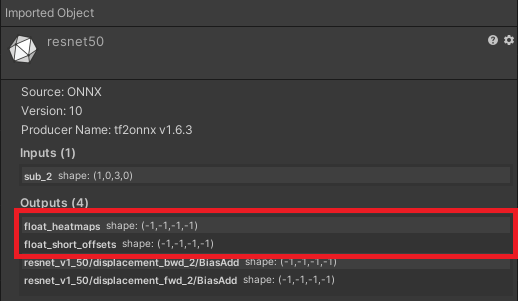 Imported Object
resnet50
Source: ONNX
Version: 10
Producer Name: tf2onnx v1.6.3
Inputs (1)
sub_2 shape: (1,0,3,0)
Outputs (4)
float_heatmaps shape: (-1,-1,-1,-1)
float_short_offsets shape: (-1,-1,-1,-1)
resnet_v1_50/displacement_bwd_2/BiasAdd shape: (-1,-1,-1,-1)
resnet_v1_50/displacement_fwd_2/BiasAdd shape: (-1,-1,-1,-1)